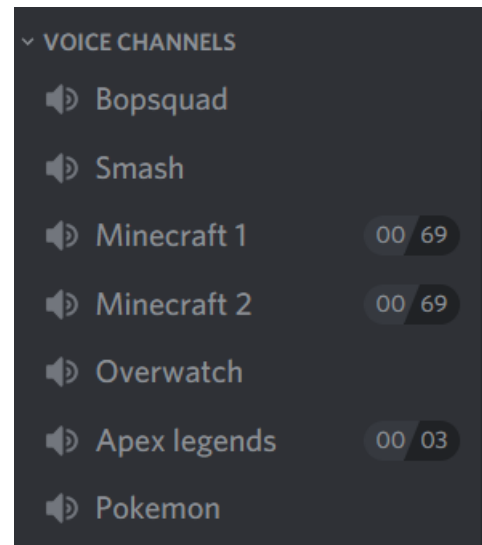 VOICE CHANNELS
Bopsquad
Smash
Minecraft 1 00 69
Minecraft 2 00 69
Overwatch
Apex legends 00 03
Pokemon